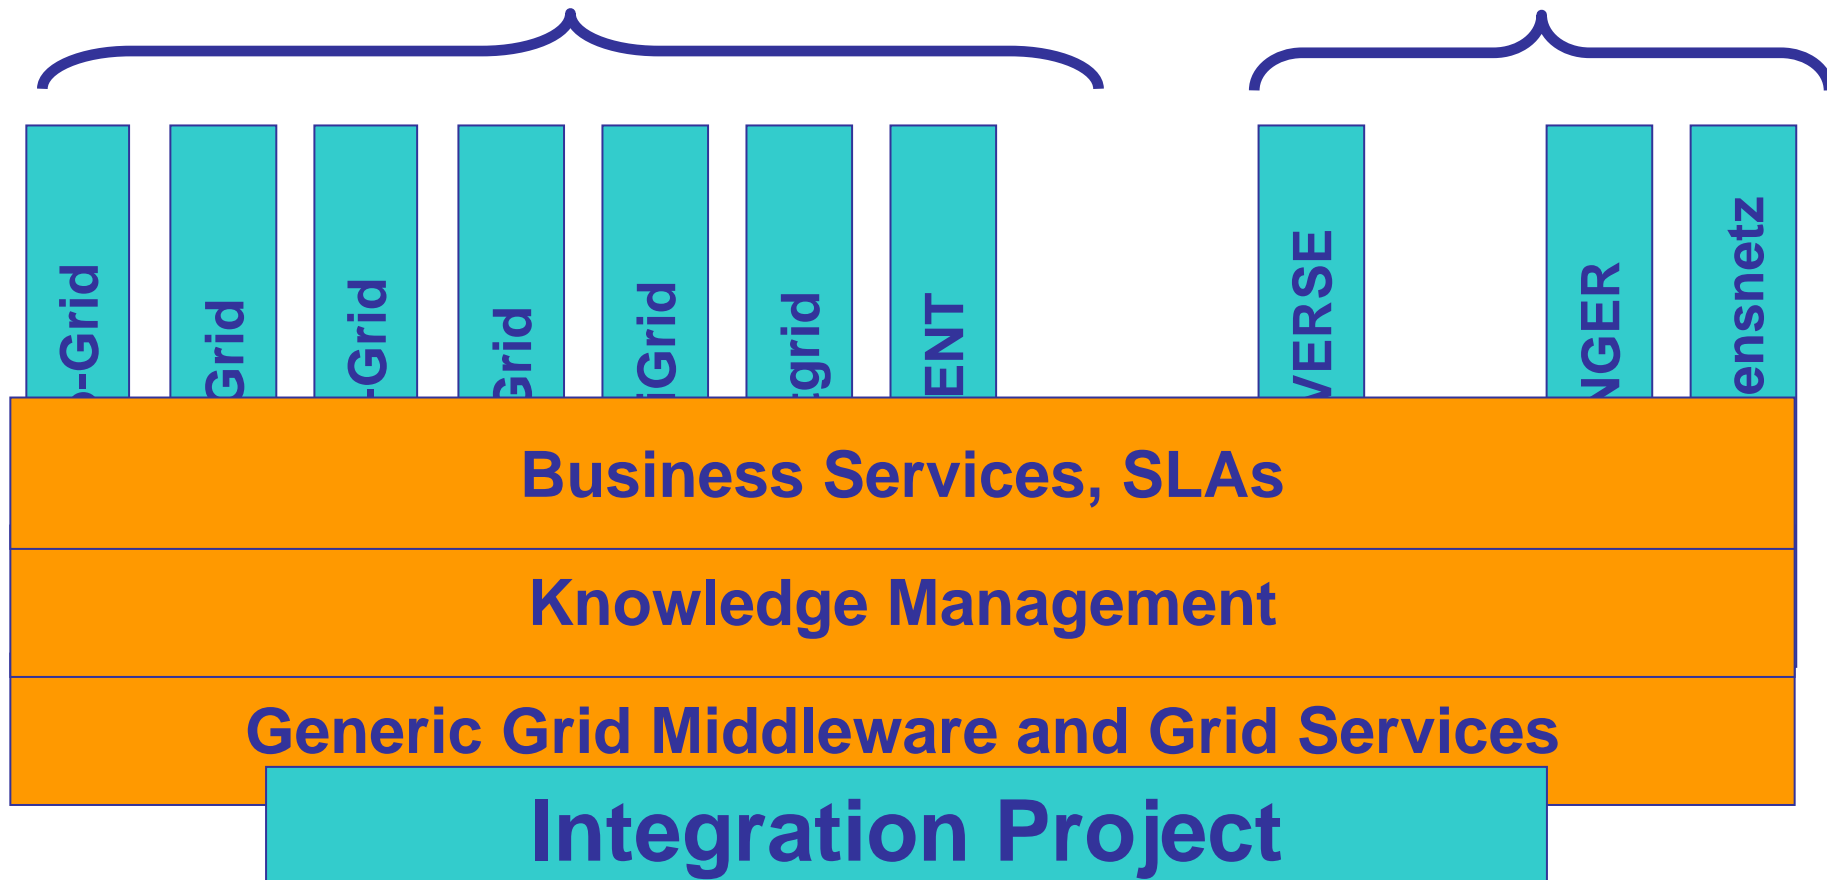 -Grid
Grid
-Grid
Grid
iGrid
grid
ENT
VERSE
NGER
ensnetz
Business Services, SLAs
Knowledge Management
Generic Grid Middleware and Grid Services
Integration Project